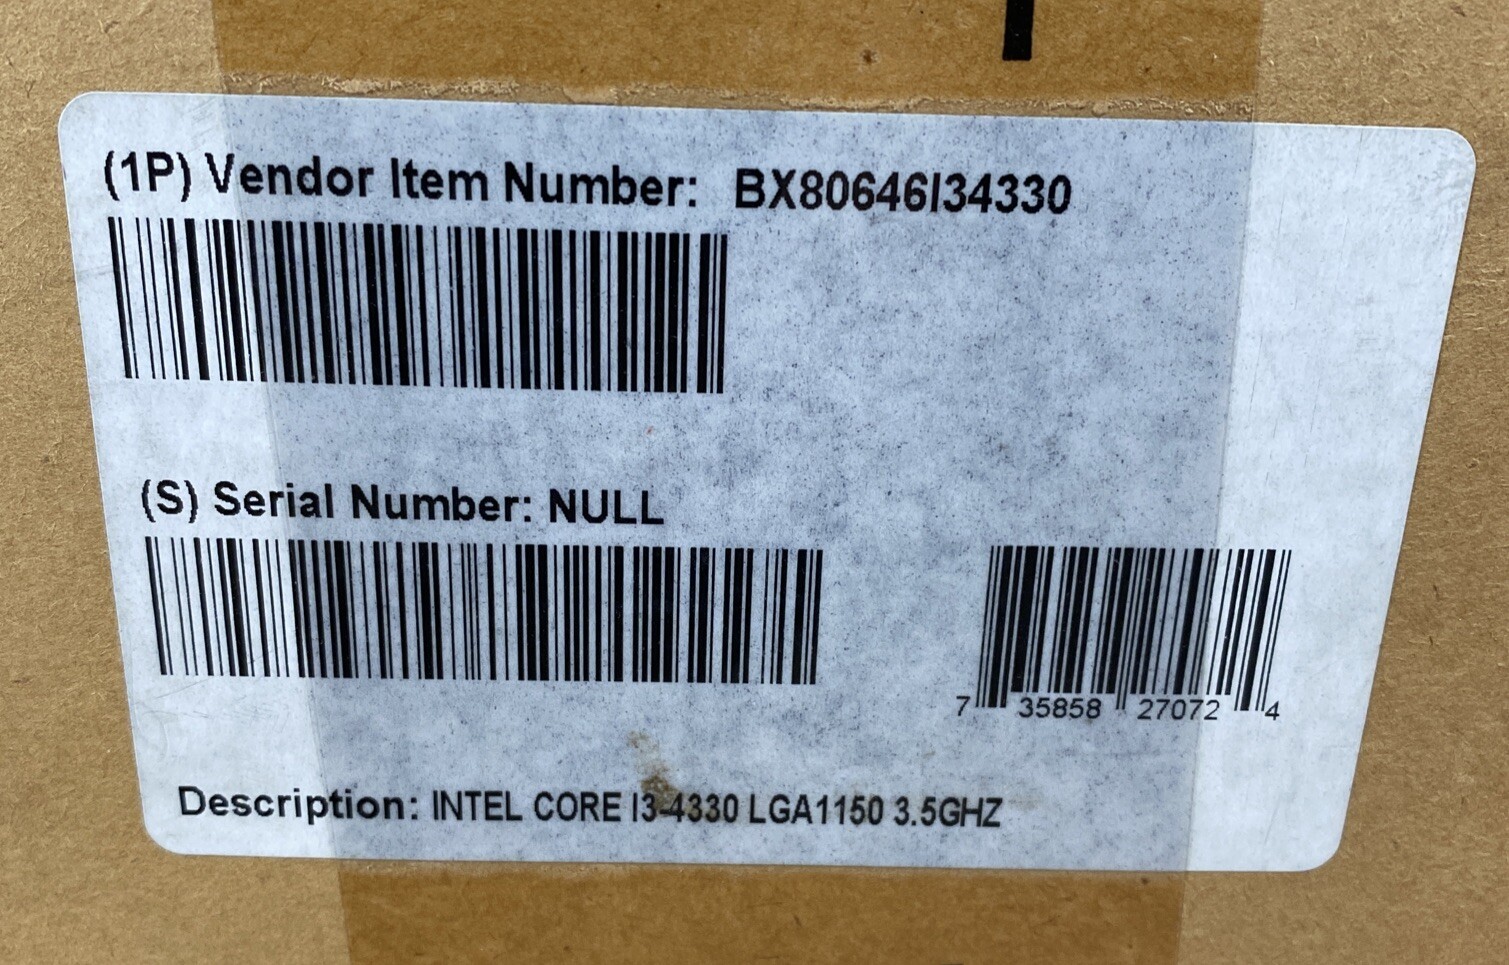 (1P) Vendor Item Number: BX80646I34330
(S) Serial Number: NULL
7 35858 27072 4
Description: INTEL CORE I3-4330 LGA1150 3.5GHZ